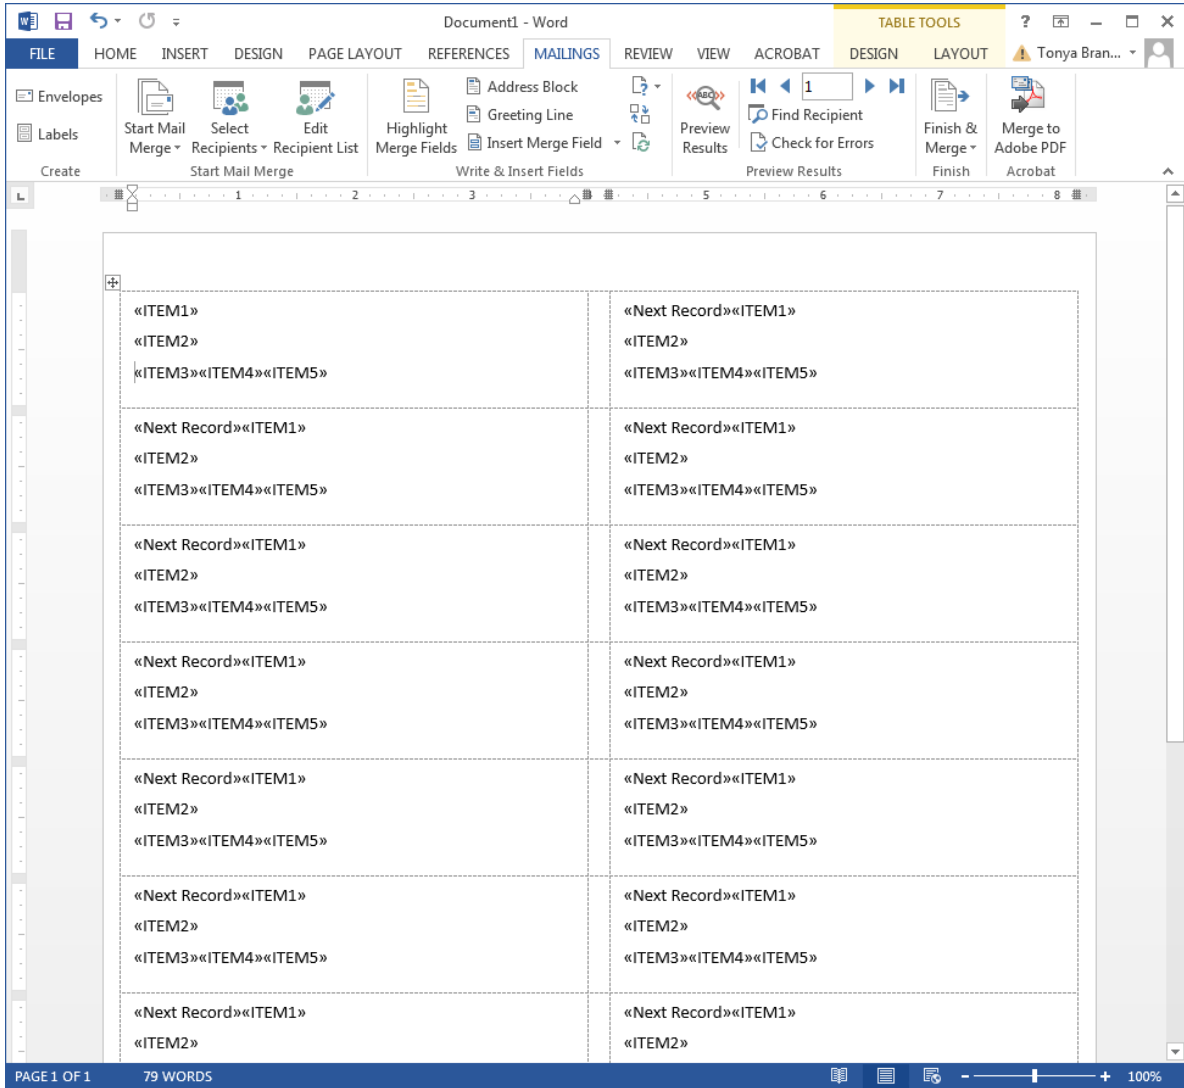 Document1 - Word
TABLE TOOLS
FILE HOME INSERT DESIGN PAGE LAYOUT REFERENCES MAILINGS REVIEW VIEW ACROBAT DESIGN LAYOUT Tonya Bran...
Envelopes
Labels
Create
Start Mail Merge
Select Recipients
Edit Recipient List
Start Mail Merge
Highlight Merge Fields
Address Block
Greeting Line
Insert Merge Field
Write & Insert Fields
«ABC»
Preview Results
1
Find Recipient
Check for Errors
Preview Results
Finish & Merge
Finish
Merge to Adobe PDF
Acrobat
L 1 2 3 5 6 7 8
«ITEM1» «Next Record»«ITEM1»
«ITEM2» «ITEM2»
«ITEM3»«ITEM4»«ITEM5» «ITEM3»«ITEM4»«ITEM5»
«Next Record»«ITEM1» «Next Record»«ITEM1»
«ITEM2» «ITEM2»
«ITEM3»«ITEM4»«ITEM5» «ITEM3»«ITEM4»«ITEM5»
«Next Record»«ITEM1» «Next Record»«ITEM1»
«ITEM2» «ITEM2»
«ITEM3»«ITEM4»«ITEM5» «ITEM3»«ITEM4»«ITEM5»
«Next Record»«ITEM1» «Next Record»«ITEM1»
«ITEM2» «ITEM2»
«ITEM3»«ITEM4»«ITEM5» «ITEM3»«ITEM4»«ITEM5»
«Next Record»«ITEM1» «Next Record»«ITEM1»
«ITEM2» «ITEM2»
«ITEM3»«ITEM4»«ITEM5» «ITEM3»«ITEM4»«ITEM5»
«Next Record»«ITEM1» «Next Record»«ITEM1»
«ITEM2» «ITEM2»
«ITEM3»«ITEM4»«ITEM5» «ITEM3»«ITEM4»«ITEM5»
«Next Record»«ITEM1» «Next Record»«ITEM1»
«ITEM2» «ITEM2»
PAGE 1 OF 1 79 WORDS 100%